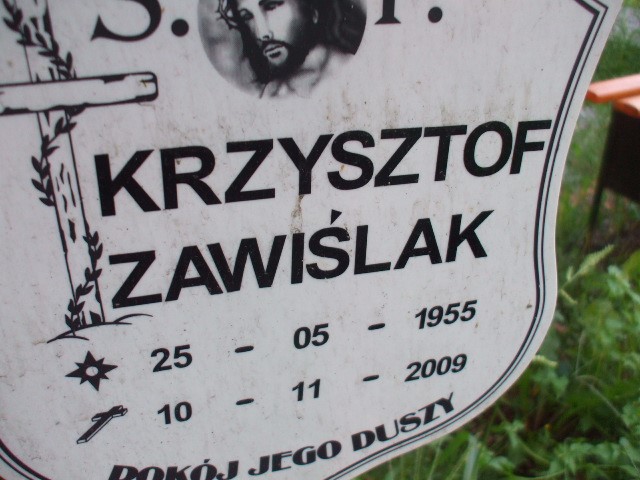 Ś. P.
KRZYSZTOF
ZAWIŚLAK
25 - 05 - 1955
10 - 11 - 2009
POKÓJ JEGO DUSZY